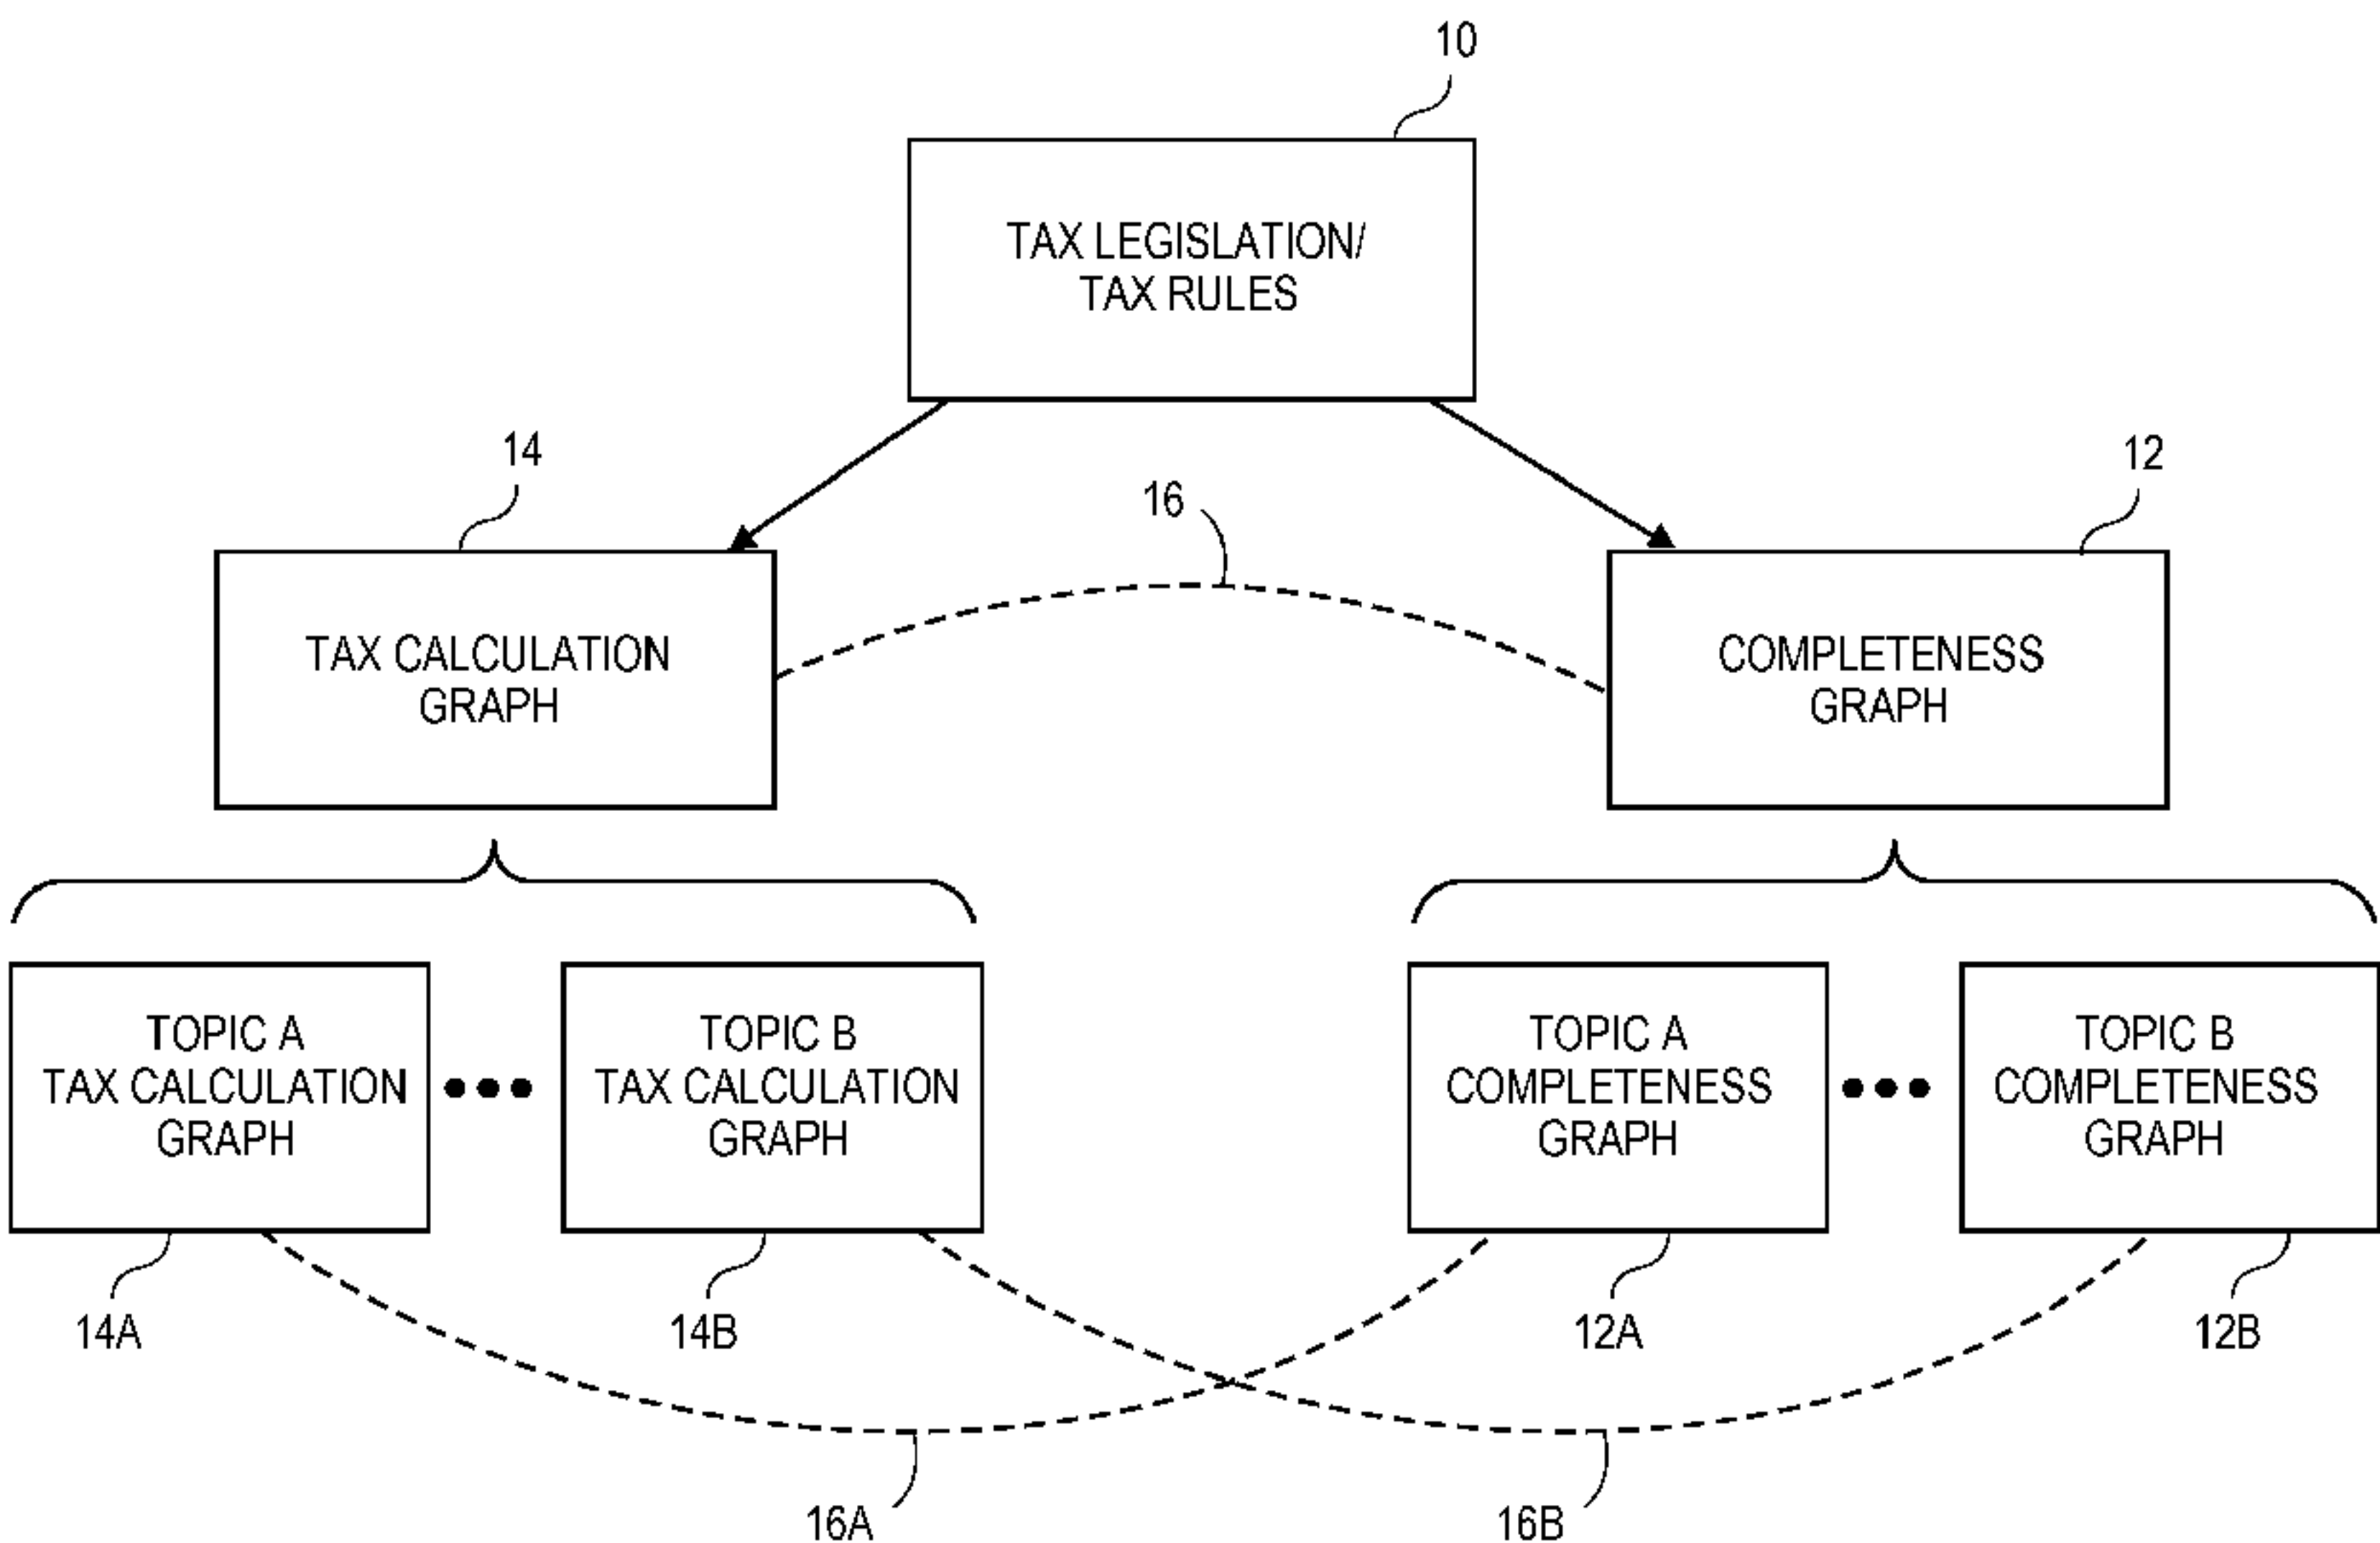 10
TAX LEGISLATION/
TAX RULES
14
12
16
TAX CALCULATION
GRAPH
COMPLETENESS
GRAPH
TOPIC A
TAX CALCULATION
GRAPH
TOPIC B
TAX CALCULATION
GRAPH
TOPIC A
COMPLETENESS
GRAPH
TOPIC B
COMPLETENESS
GRAPH
14A
14B
12A
12B
16A
16B